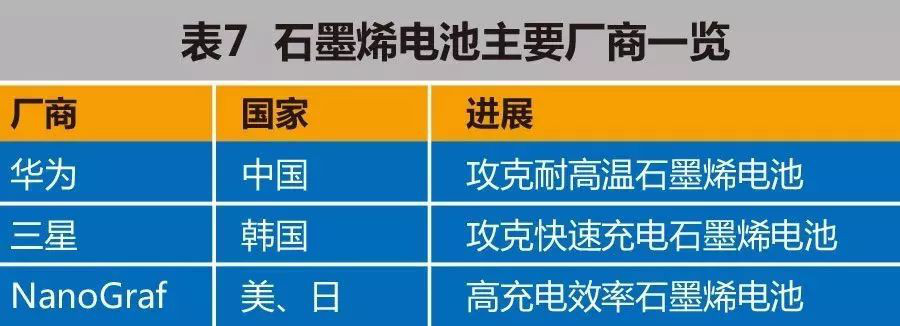 表7 石墨烯电池主要厂商一览
厂商 国家 进展
华为 中国 攻克耐高温石墨烯电池
三星 韩国 攻克快速充电石墨烯电池
NanoGraf 美、日 高充电效率石墨烯电池